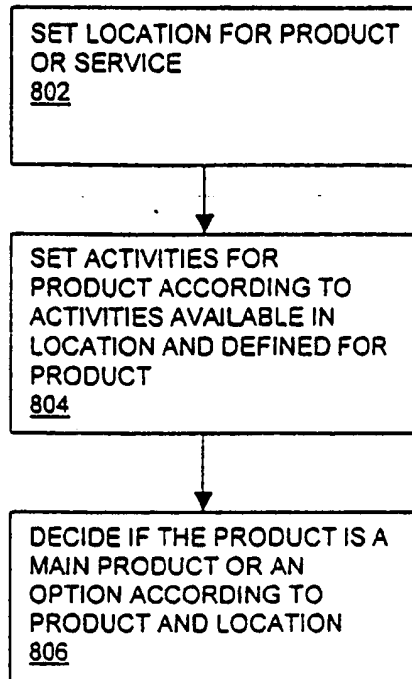 SET LOCATION FOR PRODUCT
OR SERVICE
802
SET ACTIVITIES FOR
PRODUCT ACCORDING TO
ACTIVITIES AVAILABLE IN
LOCATION AND DEFINED FOR
PRODUCT
804
DECIDE IF THE PRODUCT IS A
MAIN PRODUCT OR AN
OPTION ACCORDING TO
PRODUCT AND LOCATION
806